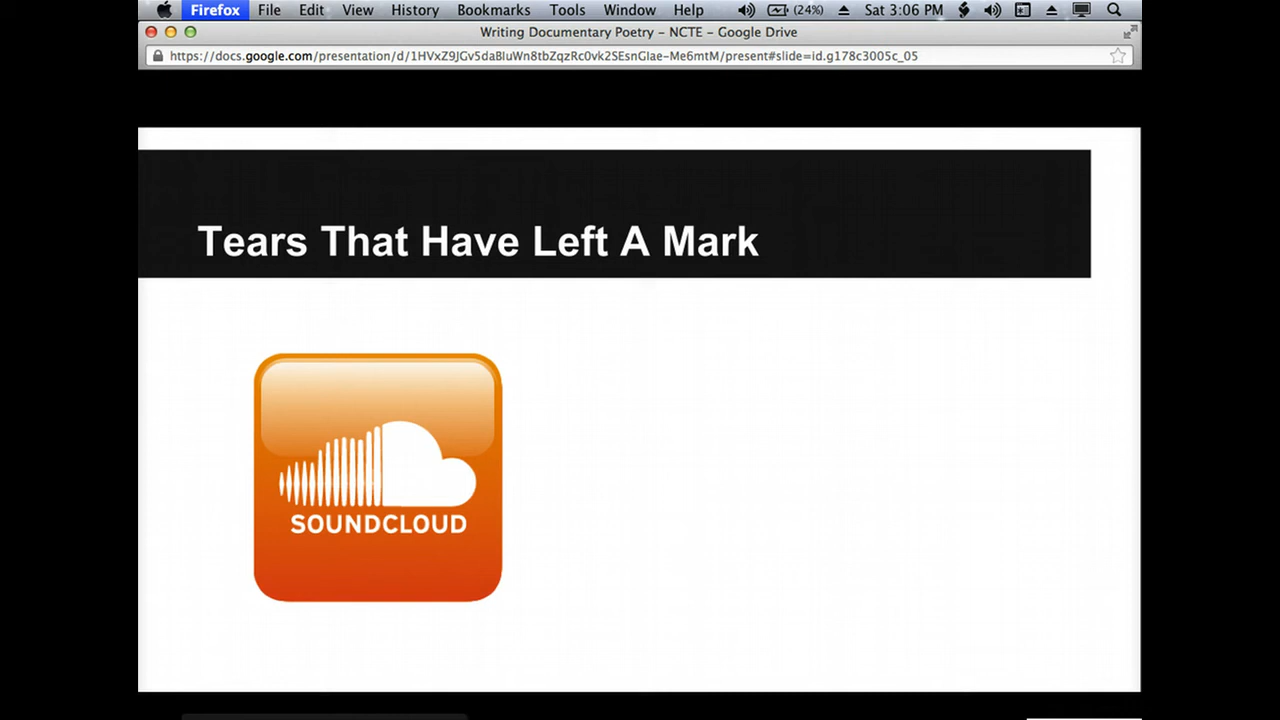 Firefox File Edit View History Bookmarks Tools Window Help (24%) Sat 3:06 PM
Writing Documentary Poetry – NCTE – Google Drive
https://docs.google.com/presentation/d/1HVxZ9JGv5daBluWn8tbZqzRc0vk2SEsnGIae-Me6mtM/present#slide=id.g178c3005c_05
Tears That Have Left A Mark
SOUNDCLOUD